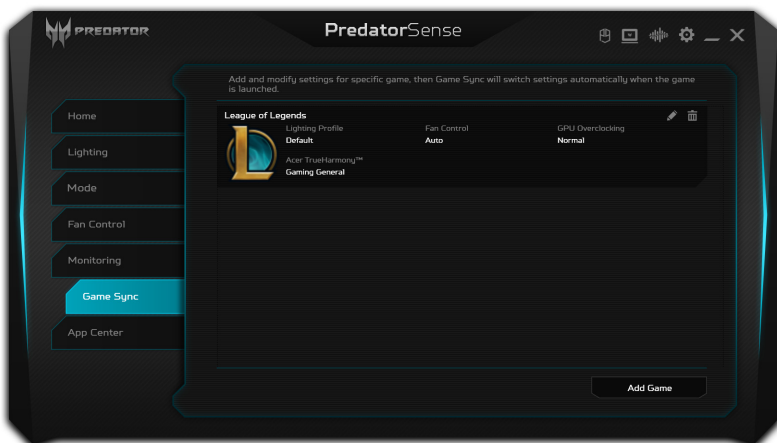 PREDATOR
PredatorSense
Add and modify settings for specific game, then Game Sync will switch settings automatically when the game
is launched.
Home
Lighting
Mode
Fan Control
Monitoring
Game Sync
App Center
League of Legends
Lighting Profile
Default
Fan Control
Auto
GPU Overclocking
Normal
Acer TrueHarmony™
Gaming General
Add Game